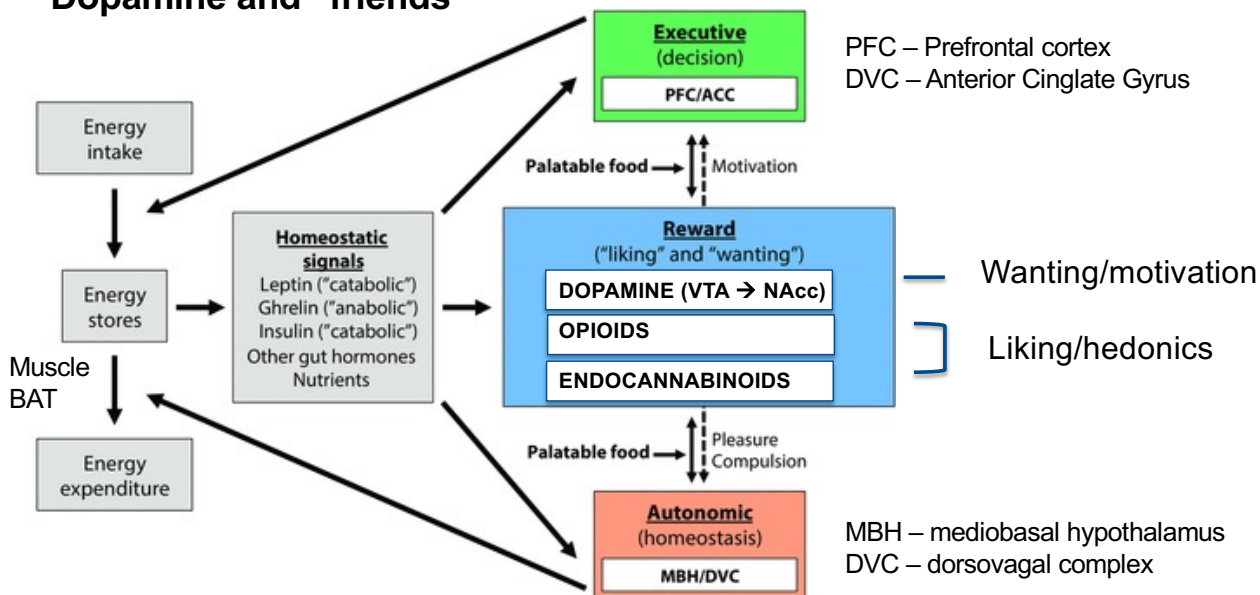 Dopamine and "friends"
Executive
(decision)
PFC/ACC
PFC – Prefrontal cortex
DVC – Anterior Cinglate Gyrus
Energy
intake
Palatable food
Motivation
Homeostatic
signals
Leptin ("catabolic")
Ghrelin ("anabolic")
Insulin ("catabolic")
Other gut hormones
Nutrients
Reward
("liking" and "wanting")
DOPAMINE (VTA → NAcc)
OPIOIDS
ENDOCANNABINOIDS
Wanting/motivation
Liking/hedonics
Energy
stores
Muscle
BAT
Energy
expenditure
Palatable food
Pleasure
Compulsion
Autonomic
(homeostasis)
MBH/DVC
MBH – mediobasal hypothalamus
DVC – dorsovagal complex